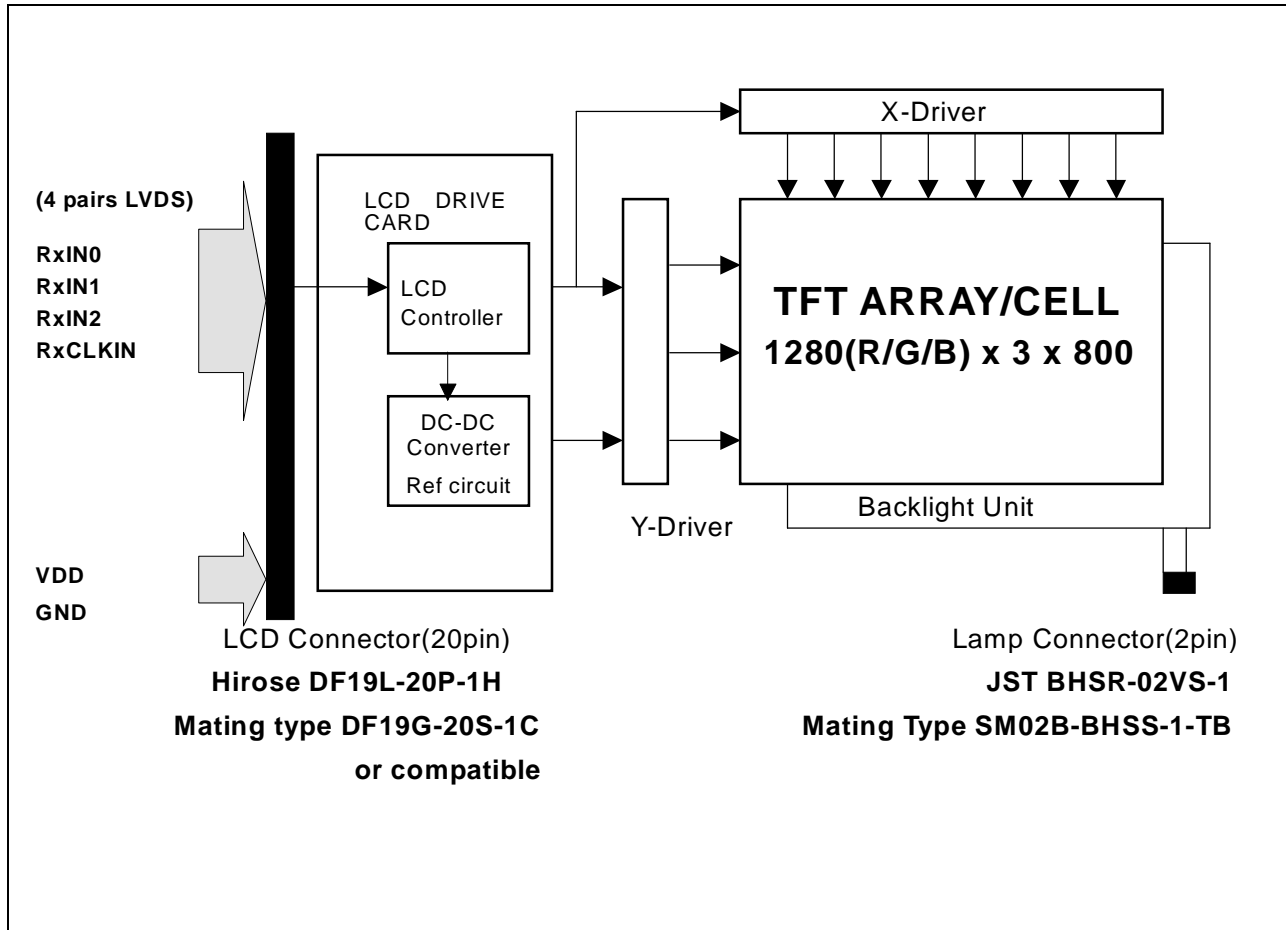 X-Driver
(4 pairs LVDS)
RxIN0
RxIN1
RxIN2
RxCLKIN
LCD DRIVE
CARD
LCD
Controller
DC-DC
Converter
Ref circuit
TFT ARRAY/CELL
1280(R/G/B) x 3 x 800
Backlight Unit
Y-Driver
VDD
GND
LCD Connector(20pin)
Hirose DF19L-20P-1H
Mating type DF19G-20S-1C
or compatible
Lamp Connector(2pin)
JST BHSR-02VS-1
Mating Type SM02B-BHSS-1-TB